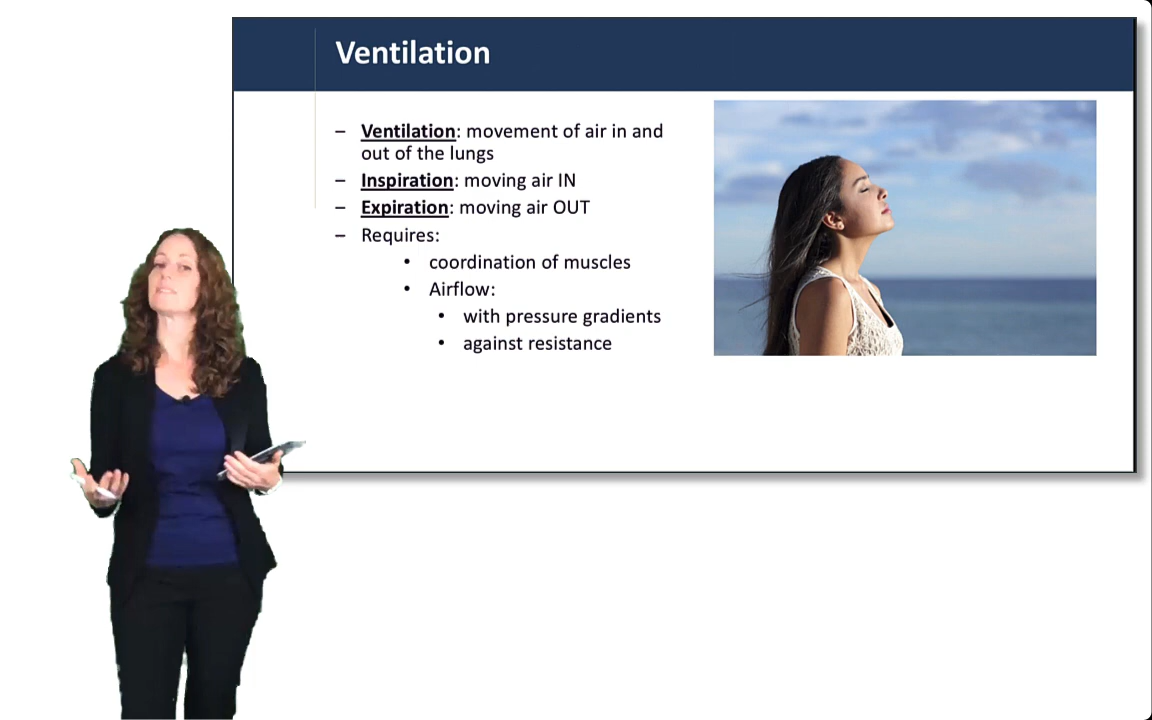 Ventilation
– Ventilation: movement of air in and
out of the lungs
– Inspiration: moving air IN
– Expiration: moving air OUT
– Requires:
• coordination of muscles
• Airflow:
• with pressure gradients
• against resistance